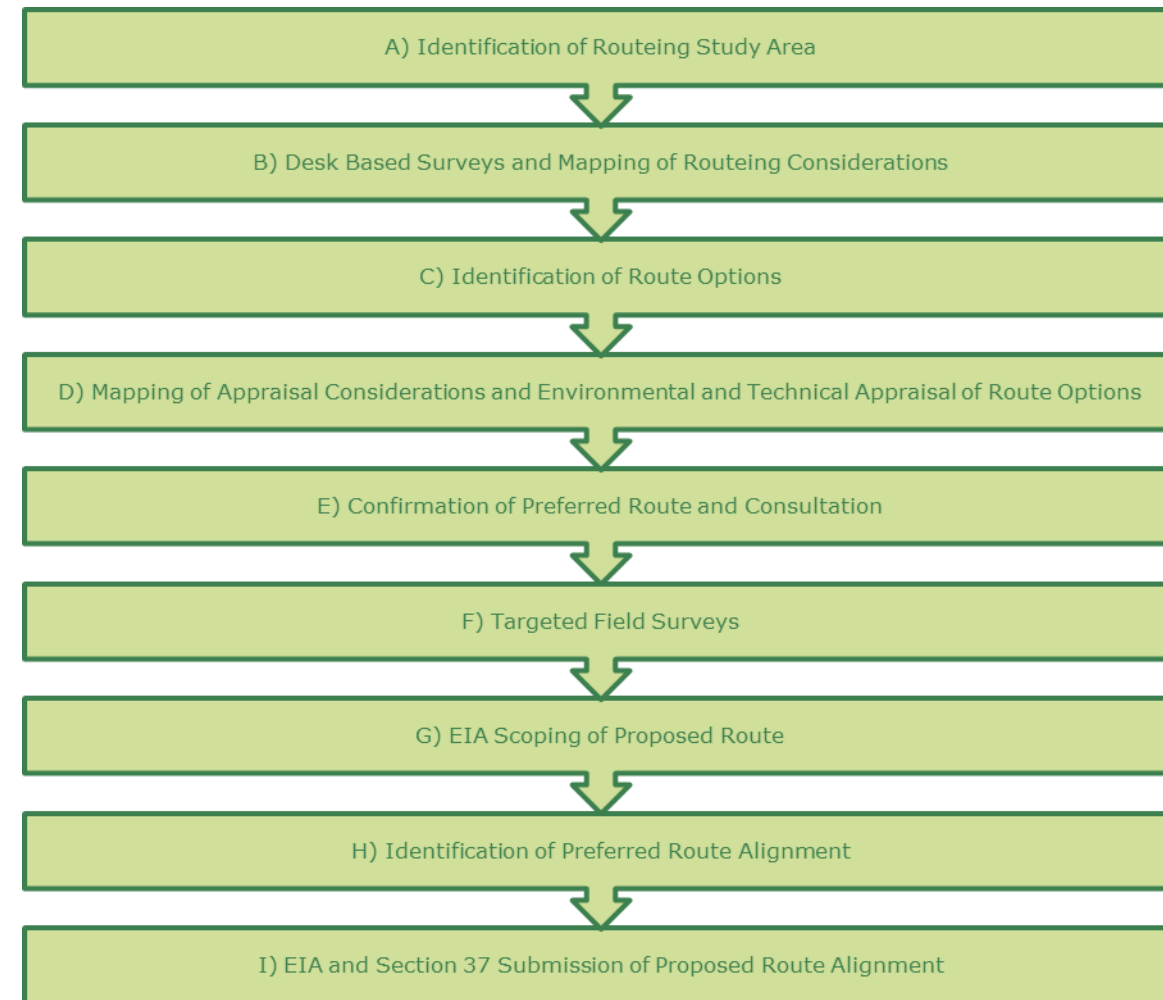 A) Identification of Routeing Study Area
B) Desk Based Surveys and Mapping of Routeing Considerations
C) Identification of Route Options
D) Mapping of Appraisal Considerations and Environmental and Technical Appraisal of Route Options
E) Confirmation of Preferred Route and Consultation
F) Targeted Field Surveys
G) EIA Scoping of Proposed Route
H) Identification of Preferred Route Alignment
I) EIA and Section 37 Submission of Proposed Route Alignment